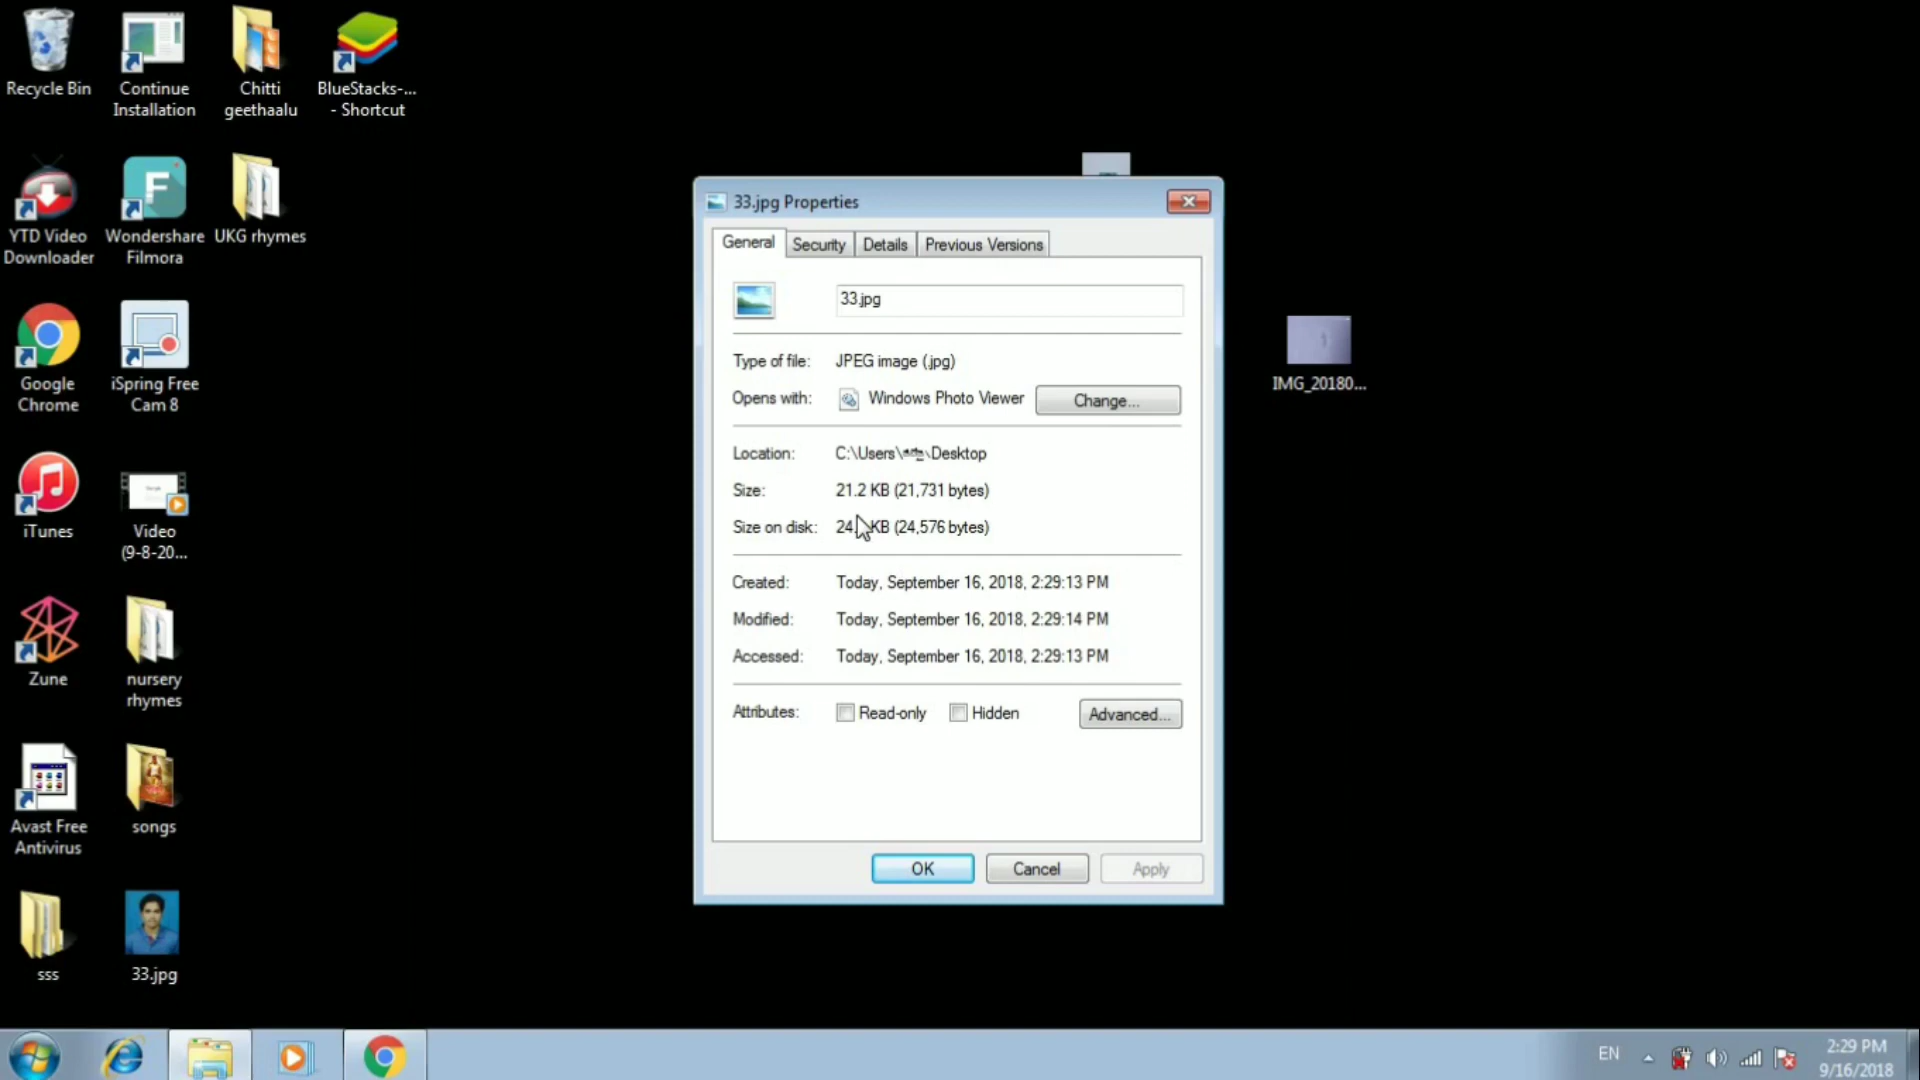 Recycle Bin
Continue
Installation
Chitti
geethaalu
BlueStacks-...
- Shortcut
YTD Video
Downloader
Wondershare
Filmora
UKG rhymes
Google
Chrome
iSpring Free
Cam 8
iTunes
Video
(9-8-20...
Zune
nursery
rhymes
Avast Free
Antivirus
songs
sss
33.jpg
33.jpg Properties
General Security Details Previous Versions
33.jpg
Type of file: JPEG image (.jpg)
Opens with: Windows Photo Viewer Change...
Location: C:\Users\ \Desktop
Size: 21.2 KB (21,731 bytes)
Size on disk: KB (24,576 bytes)
Created: Today, September 16, 2018, 2:29:13 PM
Modified: Today, September 16, 2018, 2:29:14 PM
Accessed: Today, September 16, 2018, 2:29:13 PM
Attributes: Read-only Hidden Advanced...
OK Cancel Apply
IMG_20180...
EN
2:29 PM
9/16/2018